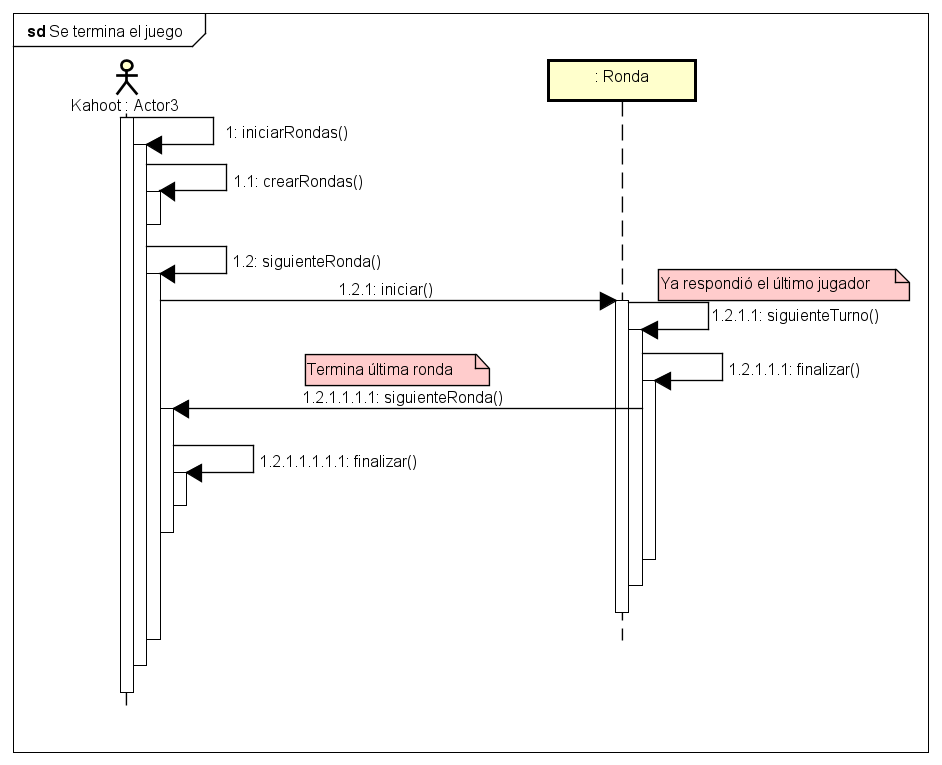 sd Se termina el juego
Kahoot : Actor3
: Ronda
1: iniciarRondas()
1.1: crearRondas()
1.2: siguienteRonda()
Ya respondió el último jugador
1.2.1: iniciar()
1.2.1.1: siguienteTurno()
Termina última ronda
1.2.1.1.1: finalizar()
1.2.1.1.1.1: siguienteRonda()
1.2.1.1.1.1.1: finalizar()